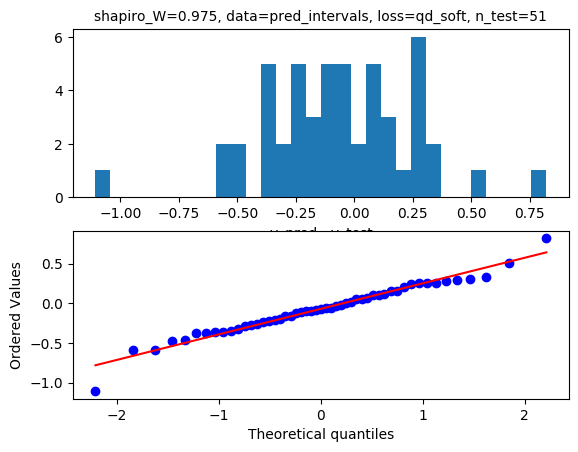 shapiro_W=0.975, data=pred_intervals, loss=qd_soft, n_test=51
6
4
2
0
−1.00 −0.75 −0.50 −0.25 0.00 0.25 0.50 0.75
0.5
0.0
−0.5
−1.0
Ordered Values
−2 −1 0 1 2
Theoretical quantiles